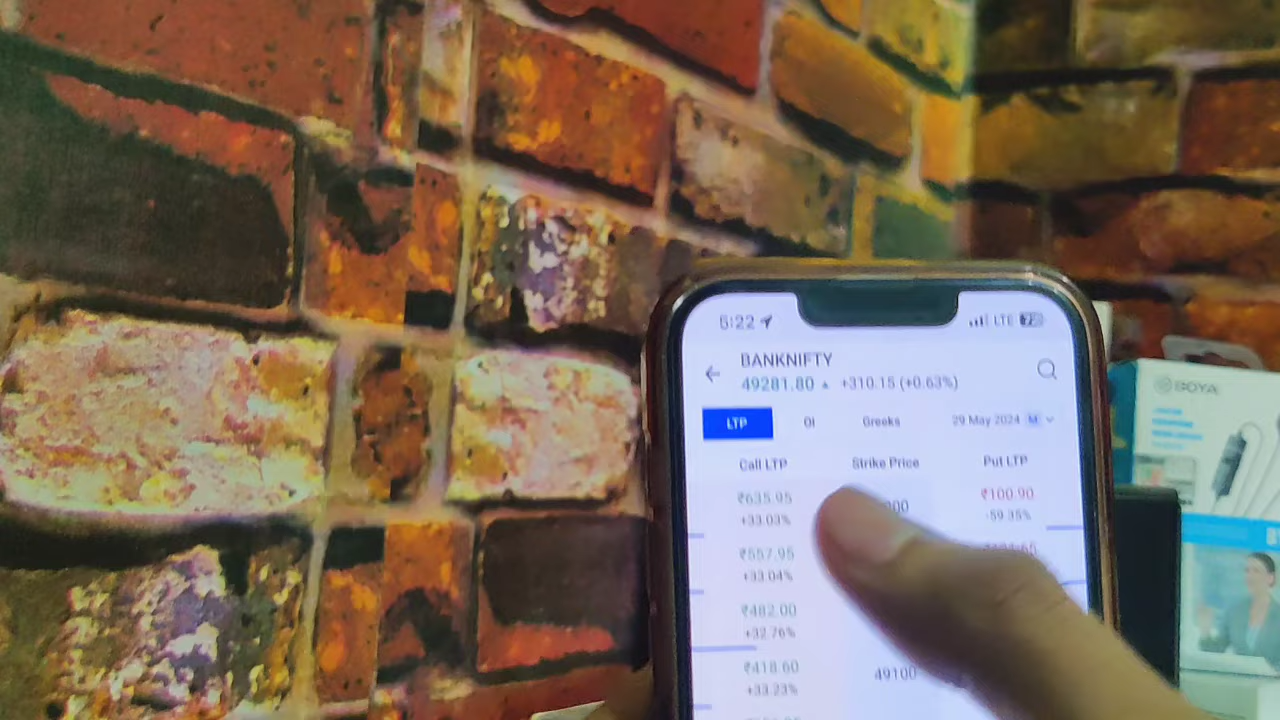 5:22 LTE 72
BANKNIFTY
49281.80 ▲ +310.15 (+0.63%)
LTP OI Greeks 29 May 2024 M
Call LTP Strike Price Put LTP
₹635.95 ₹100.90
+33.03% -59.35%
₹557.95
+33.04%
₹482.00
+32.76%
₹418.60 49100
+33.23%
BOYA